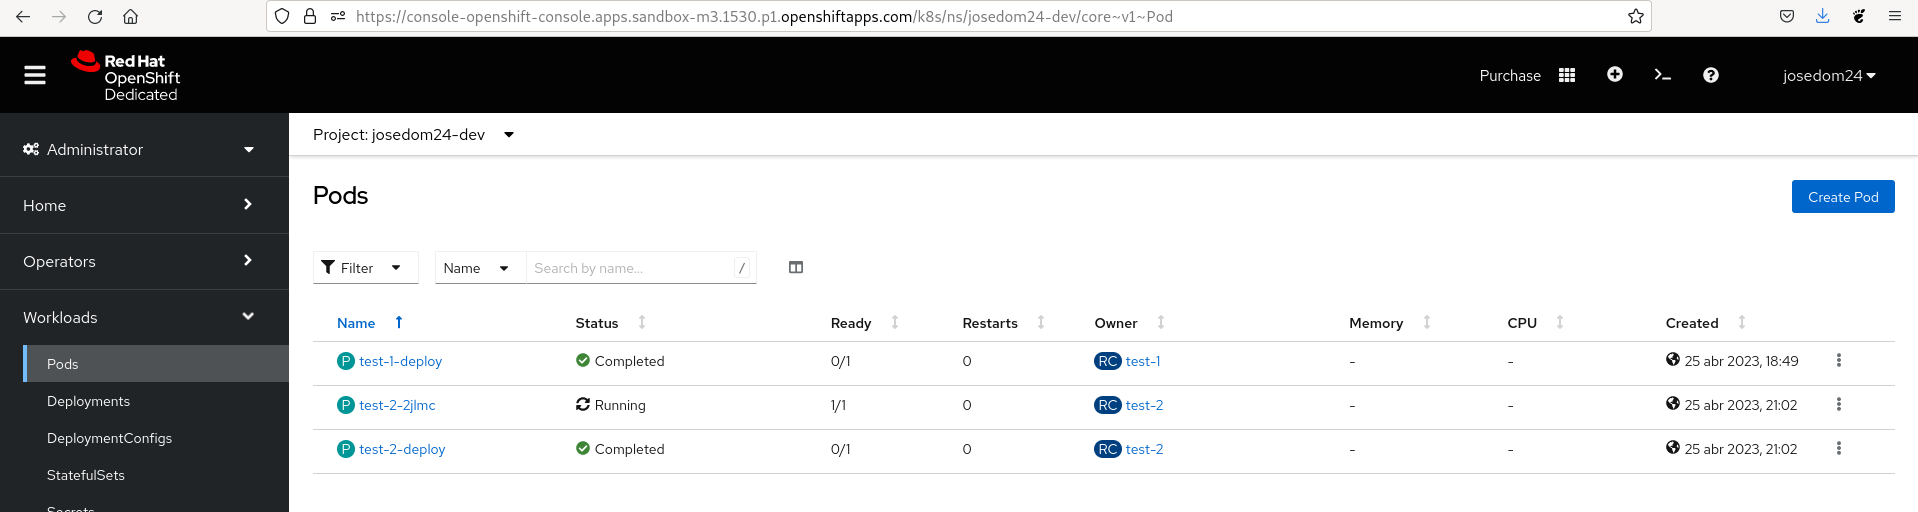 https://console-openshift-console.apps.sandbox-m3.1530.p1.openshiftapps.com/k8s/ns/josedom24-dev/core~v1~Pod
Red Hat
OpenShift
Dedicated
Purchase
josedom24
Administrator
Home
Operators
Workloads
Pods
Deployments
DeploymentConfigs
StatefulSets
Secrets
Project: josedom24-dev
Pods
Create Pod
Filter Name Search by name... /
Name Status Ready Restarts Owner Memory CPU Created
P test-1-deploy Completed 0/1 0 RC test-1 - - 25 abr 2023, 18:49
P test-2-2jlmc Running 1/1 0 RC test-2 - - 25 abr 2023, 21:02
P test-2-deploy Completed 0/1 0 RC test-2 - - 25 abr 2023, 21:02